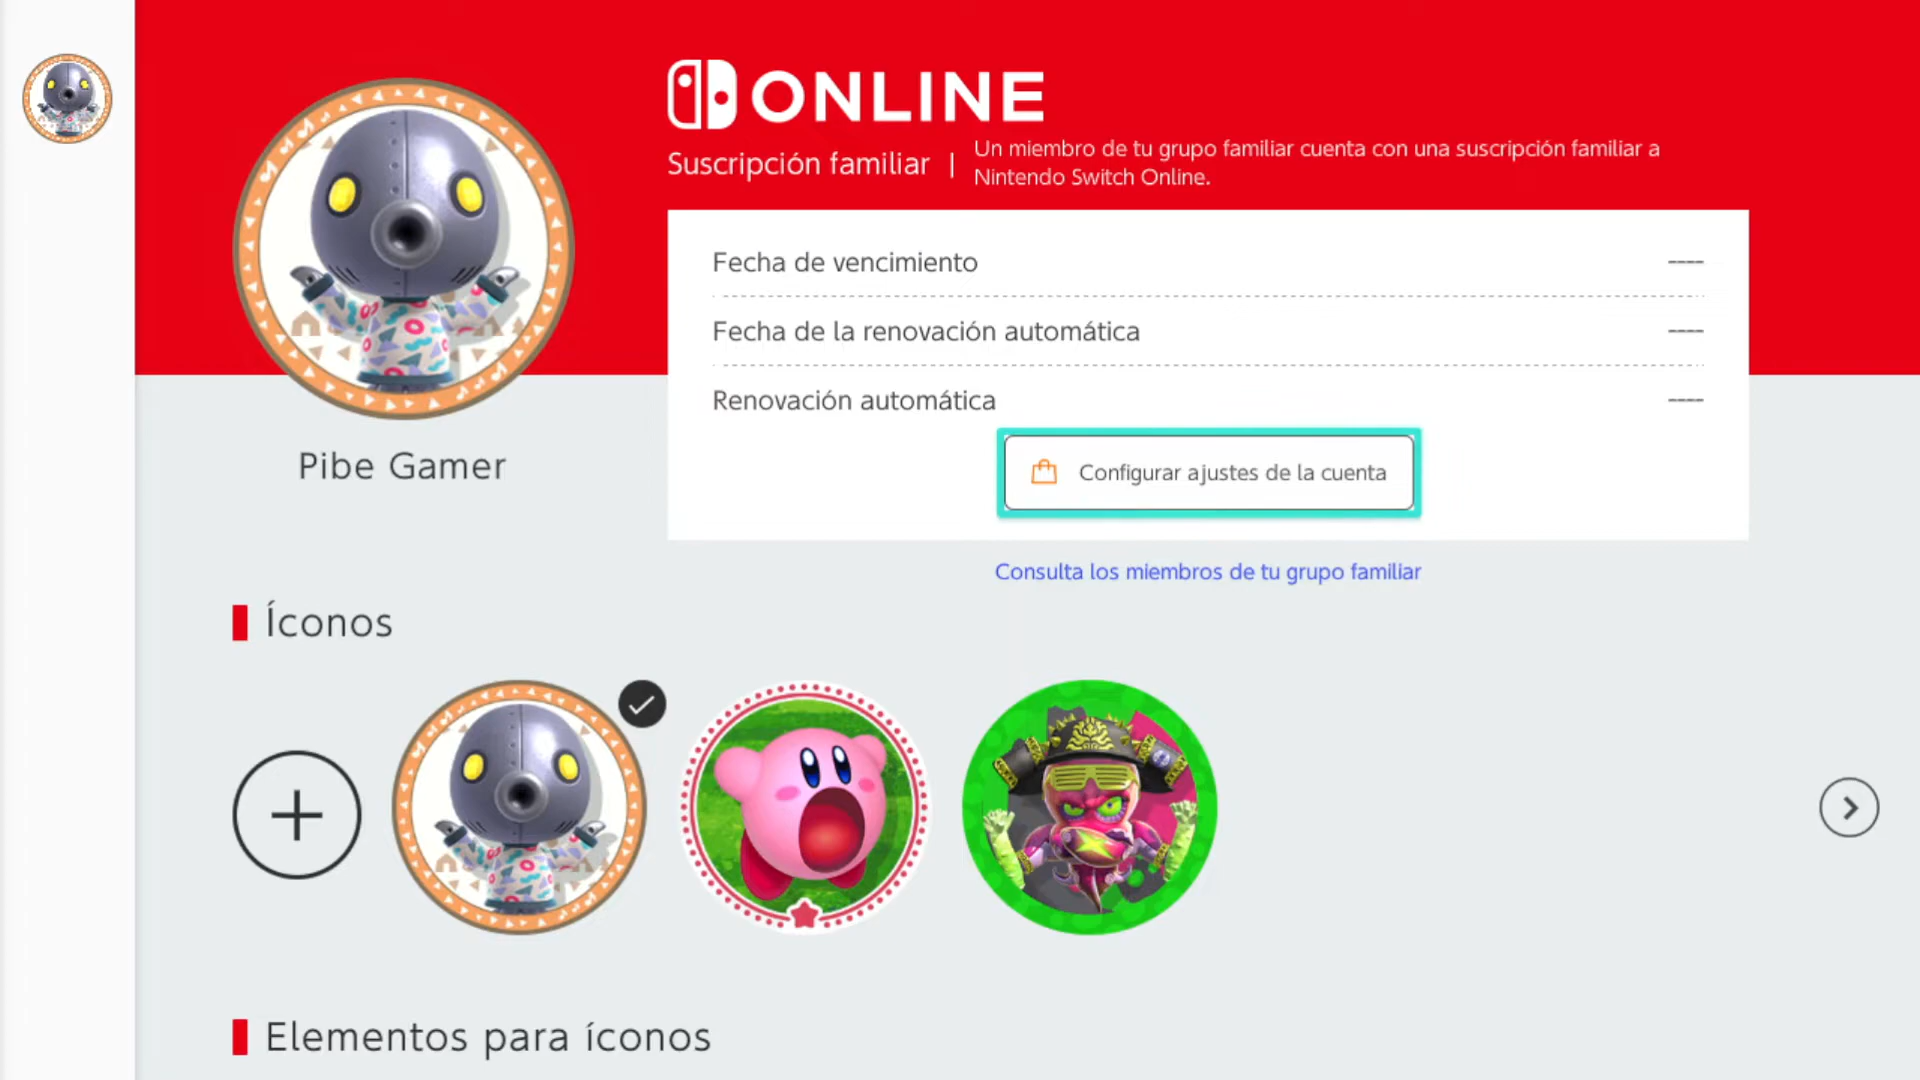 ONLINE
Suscripción familiar | Un miembro de tu grupo familiar cuenta con una suscripción familiar a
Nintendo Switch Online.
Fecha de vencimiento ----
Fecha de la renovación automática ----
Renovación automática ----
Configurar ajustes de la cuenta
Pibe Gamer
Consulta los miembros de tu grupo familiar
Íconos
Elementos para íconos